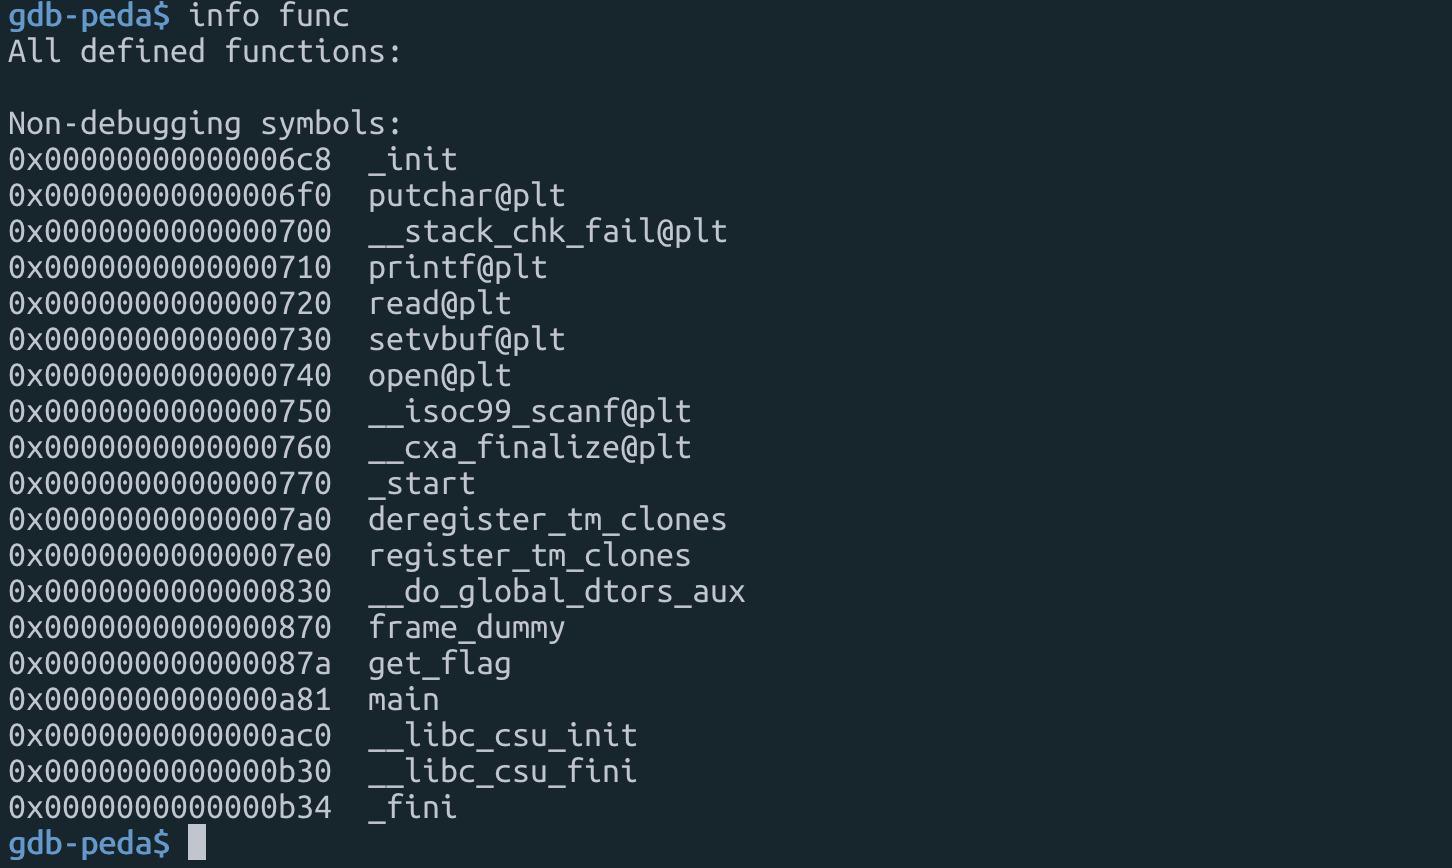 gdb-peda$ info func
All defined functions:

Non-debugging symbols:
0x00000000000006c8  _init
0x00000000000006f0  putchar@plt
0x0000000000000700  __stack_chk_fail@plt
0x0000000000000710  printf@plt
0x0000000000000720  read@plt
0x0000000000000730  setvbuf@plt
0x0000000000000740  open@plt
0x0000000000000750  __isoc99_scanf@plt
0x0000000000000760  __cxa_finalize@plt
0x0000000000000770  _start
0x00000000000007a0  deregister_tm_clones
0x00000000000007e0  register_tm_clones
0x0000000000000830  __do_global_dtors_aux
0x0000000000000870  frame_dummy
0x000000000000087a  get_flag
0x0000000000000a81  main
0x0000000000000ac0  __libc_csu_init
0x0000000000000b30  __libc_csu_fini
0x0000000000000b34  _fini
gdb-peda$